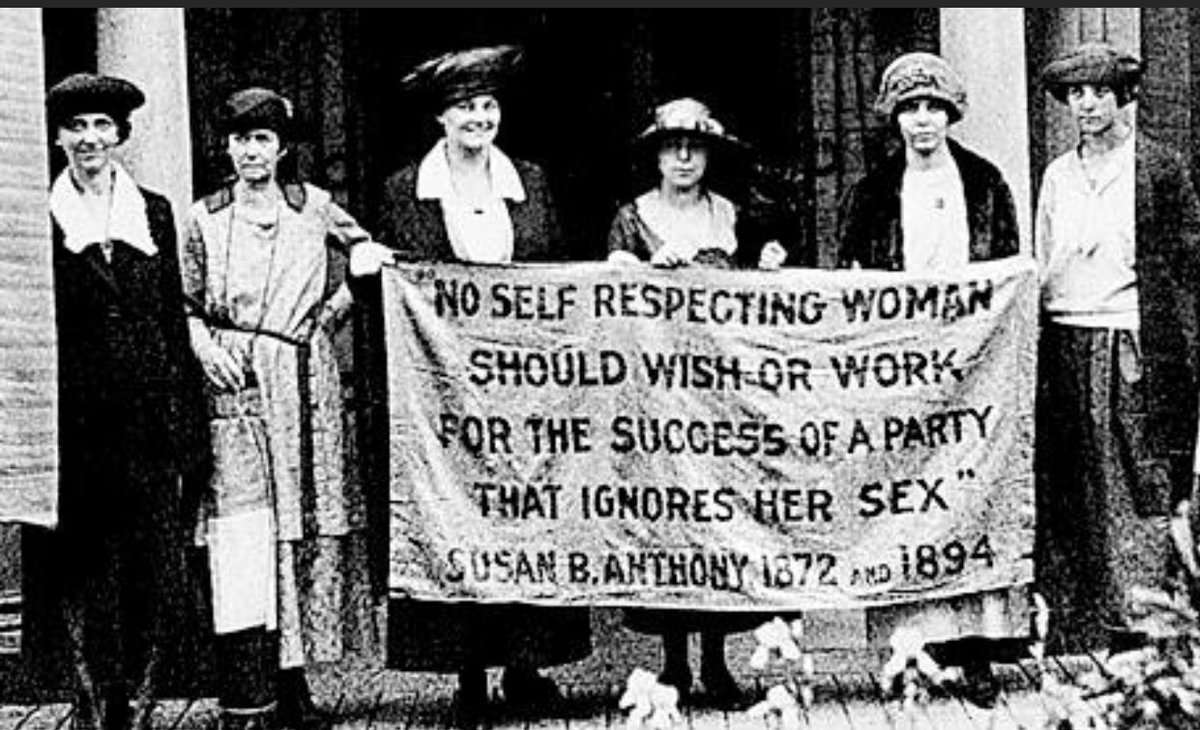 "NO SELF RESPECTING WOMAN
SHOULD WISH OR WORK
FOR THE SUCCESS OF A PARTY
THAT IGNORES HER SEX"
SUSAN B. ANTHONY 1872 AND 1894